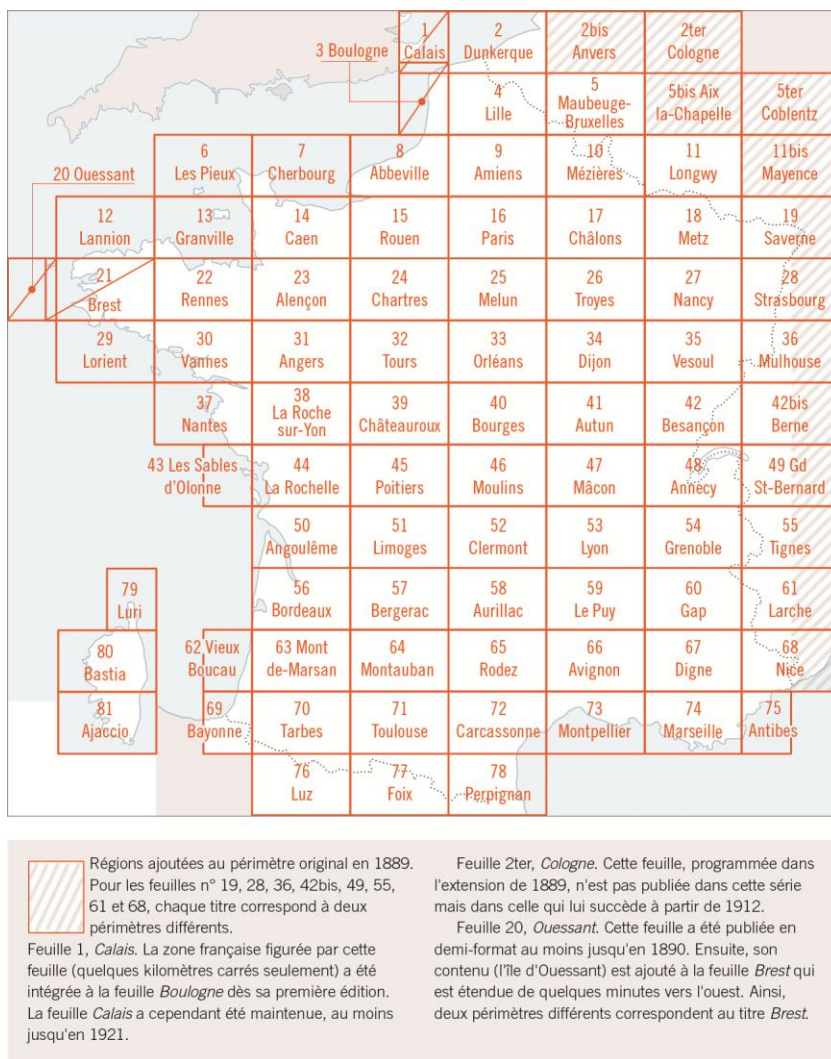 1
Calais
2
Dunkerque
2bis
Anvers
2ter
Cologne
3 Boulogne
4
Lille
5
Maubeuge-
Bruxelles
5bis Aix
la-Chapelle
5ter
Coblentz
6
Les Pieux
7
Cherbourg
8
Abbeville
9
Amiens
10
Mézières
11
Longwy
11bis
Mayence
20 Ouessant
12
Lannion
13
Granville
14
Caen
15
Rouen
16
Paris
17
Châlons
18
Metz
19
Saverne
21
Brest
22
Rennes
23
Alençon
24
Chartres
25
Melun
26
Troyes
27
Nancy
28
Strasbourg
29
Lorient
30
Vannes
31
Angers
32
Tours
33
Orléans
34
Dijon
35
Vesoul
36
Mulhouse
37
Nantes
38
La Roche
sur-Yon
39
Châteauroux
40
Bourges
41
Autun
42
Besançon
42bis
Berne
43 Les Sables
d'Olonne
44
La Rochelle
45
Poitiers
46
Moulins
47
Mâcon
48
Annecy
49 Gd
St-Bernard
50
Angoulême
51
Limoges
52
Clermont
53
Lyon
54
Grenoble
55
Tignes
79
Luri
56
Bordeaux
57
Bergerac
58
Aurillac
59
Le Puy
60
Gap
61
Larche
80
Bastia
62 Vieux
Boucau
63 Mont
de-Marsan
64
Montauban
65
Rodez
66
Avignon
67
Digne
68
Nice
81
Ajaccio
69
Bayonne
70
Tarbes
71
Toulouse
72
Carcassonne
73
Montpellier
74
Marseille
75
Antibes
76
Luz
77
Foix
78
Perpignan
Régions ajoutées au périmètre original en 1889.
Pour les feuilles n° 19, 28, 36, 42bis, 49, 55,
61 et 68, chaque titre correspond à deux
périmètres différents.
Feuille 1, Calais. La zone française figurée par cette
feuille (quelques kilomètres carrés seulement) a été
intégrée à la feuille Boulogne dès sa première édition.
La feuille Calais a cependant été maintenue, au moins
jusqu'en 1921.
Feuille 2ter, Cologne. Cette feuille, programmée dans
l'extension de 1889, n'est pas publiée dans cette série
mais dans celle qui lui succède à partir de 1912.
Feuille 20, Ouessant. Cette feuille a été publiée en
demi-format au moins jusqu'en 1890. Ensuite, son
contenu (l'île d'Ouessant) est ajouté à la feuille Brest qui
est étendue de quelques minutes vers l'ouest. Ainsi,
deux périmètres différents correspondent au titre Brest.